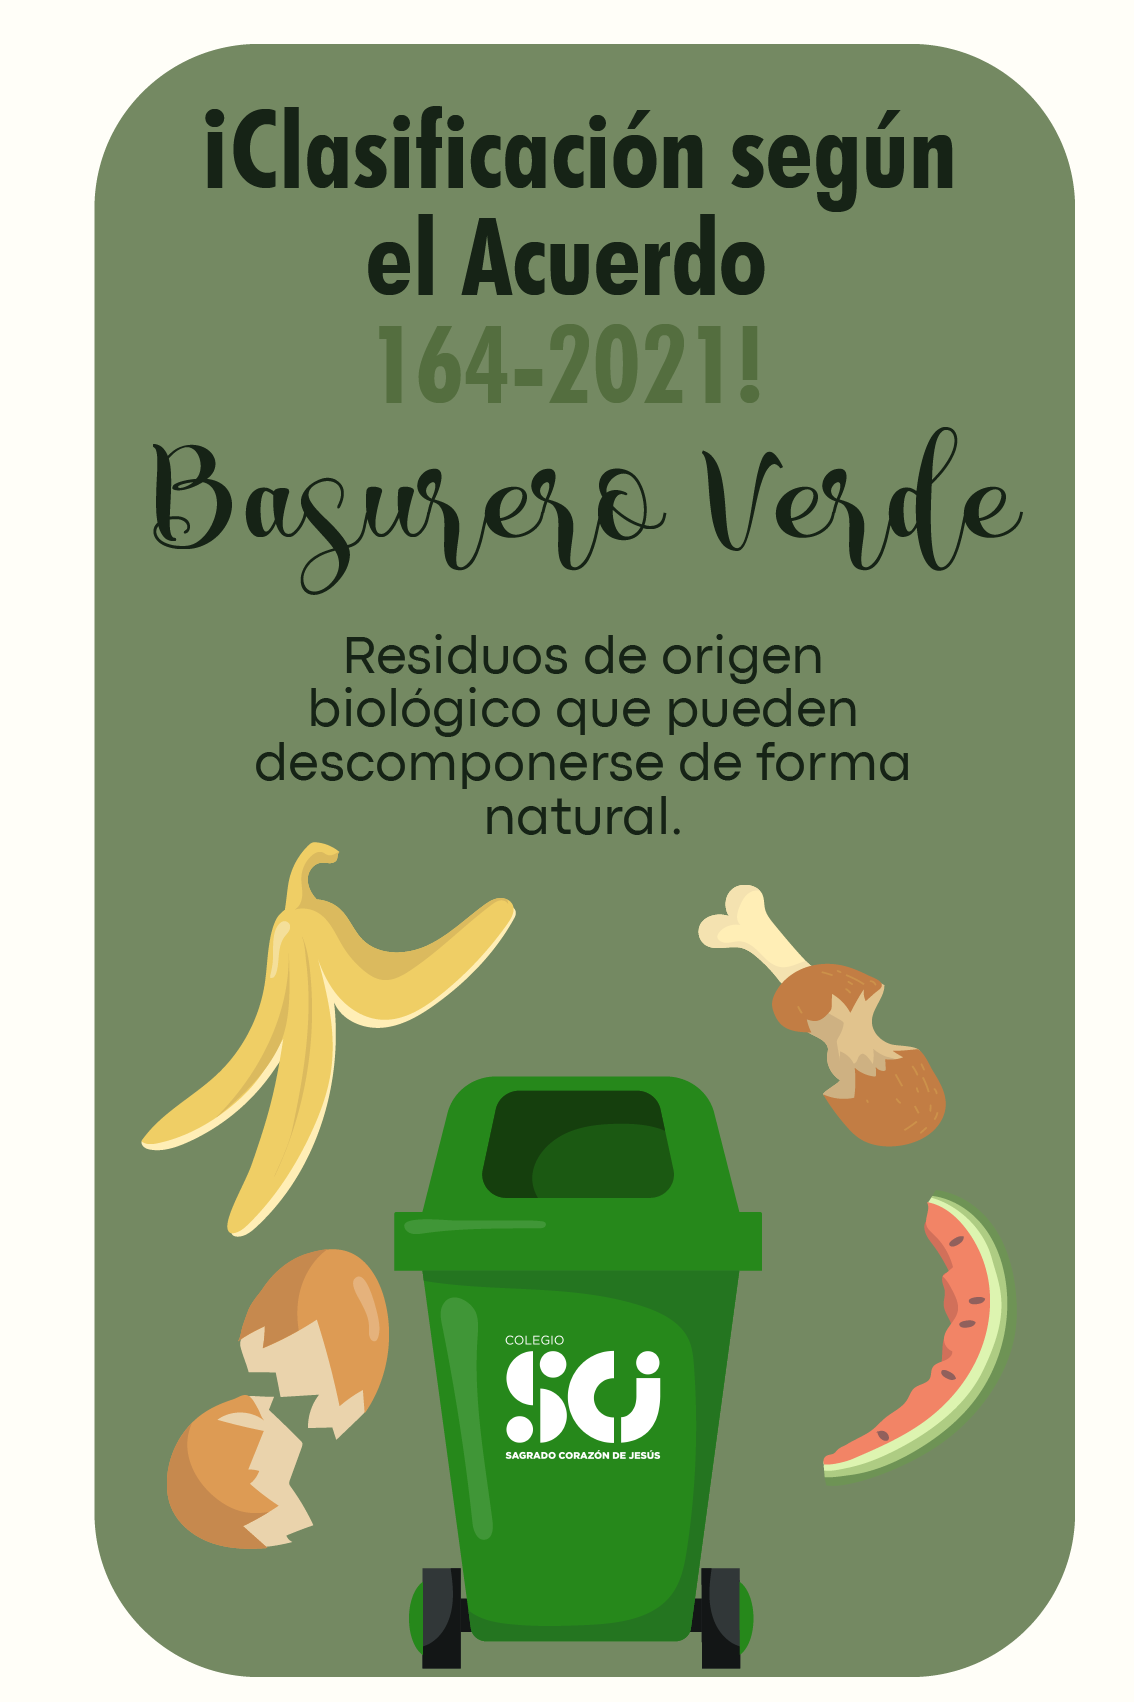 ¡Clasificación según
el Acuerdo
164-2021!
Basurero Verde
Residuos de origen
biológico que pueden
descomponerse de forma
natural.
COLEGIO
SCJ
SAGRADO CORAZÓN DE JESÚS